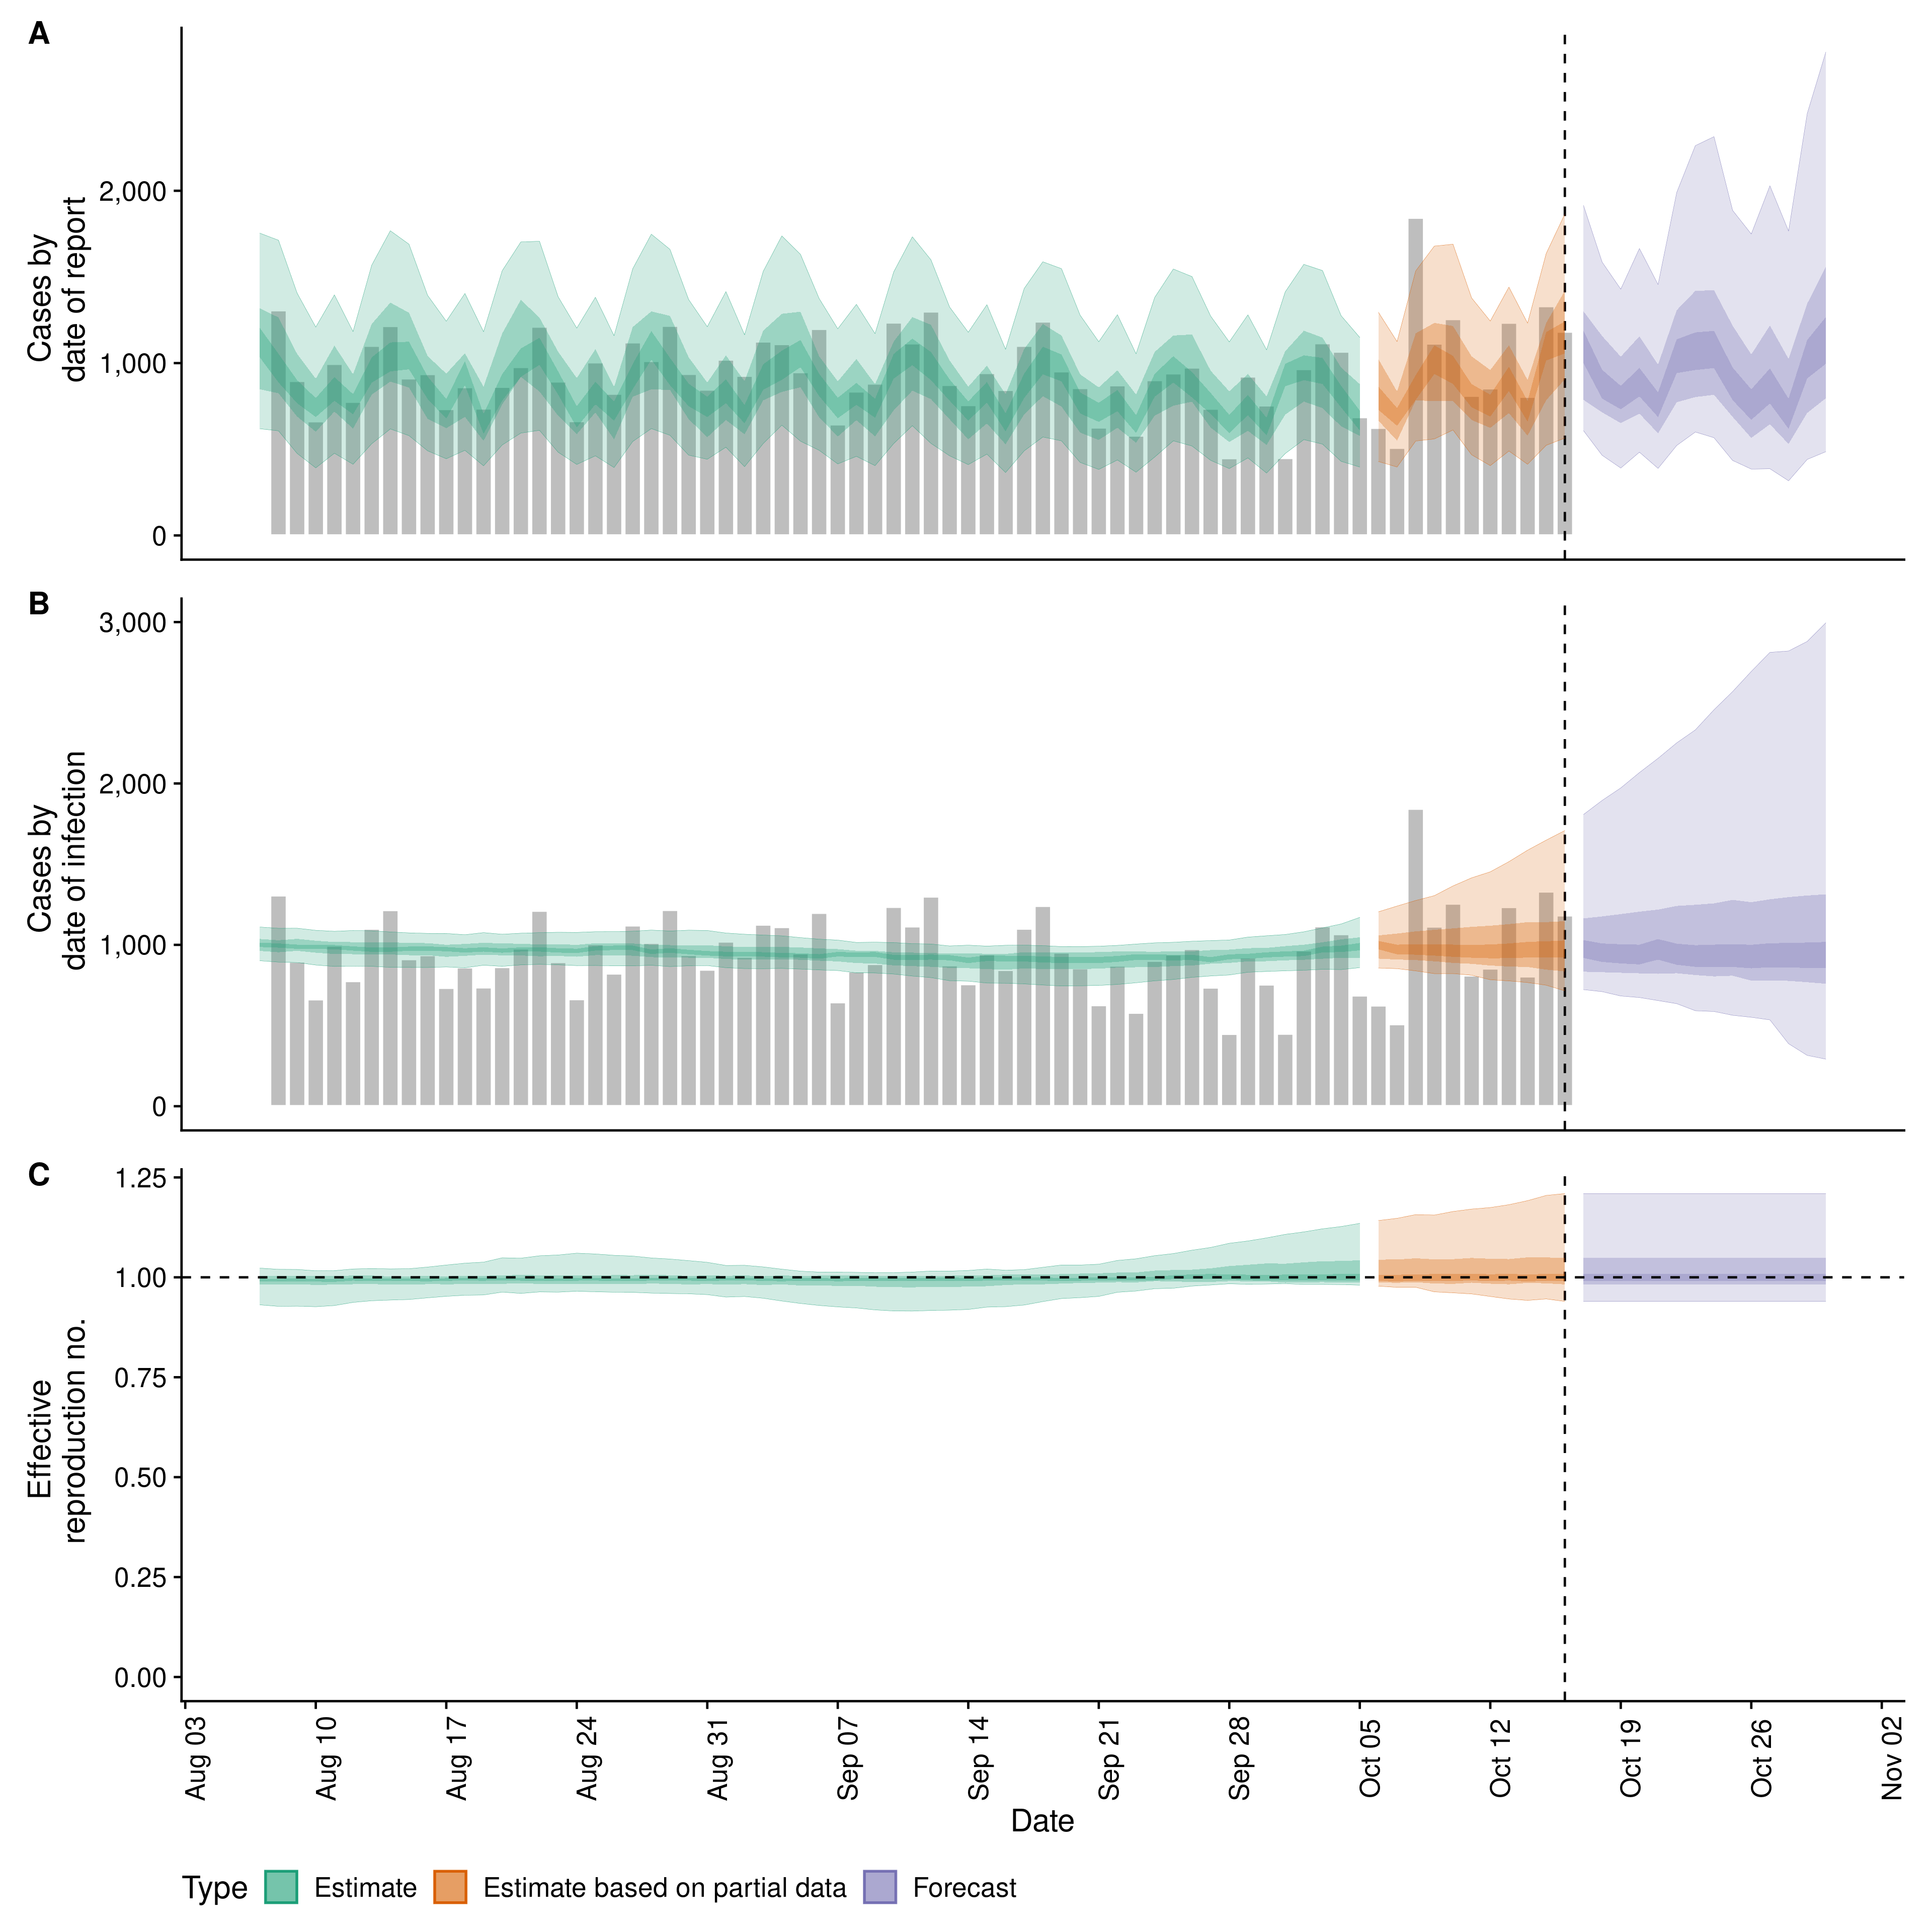 A
Cases by
date of report
2,000
1,000
0
B
Cases by
date of infection
3,000
2,000
1,000
0
C
Effective
reproduction no.
1.25
1.00
0.75
0.50
0.25
0.00
Aug 03
Aug 10
Aug 17
Aug 24
Aug 31
Sep 07
Sep 14
Sep 21
Sep 28
Oct 05
Oct 12
Oct 19
Oct 26
Nov 02
Date
Type Estimate Estimate based on partial data Forecast